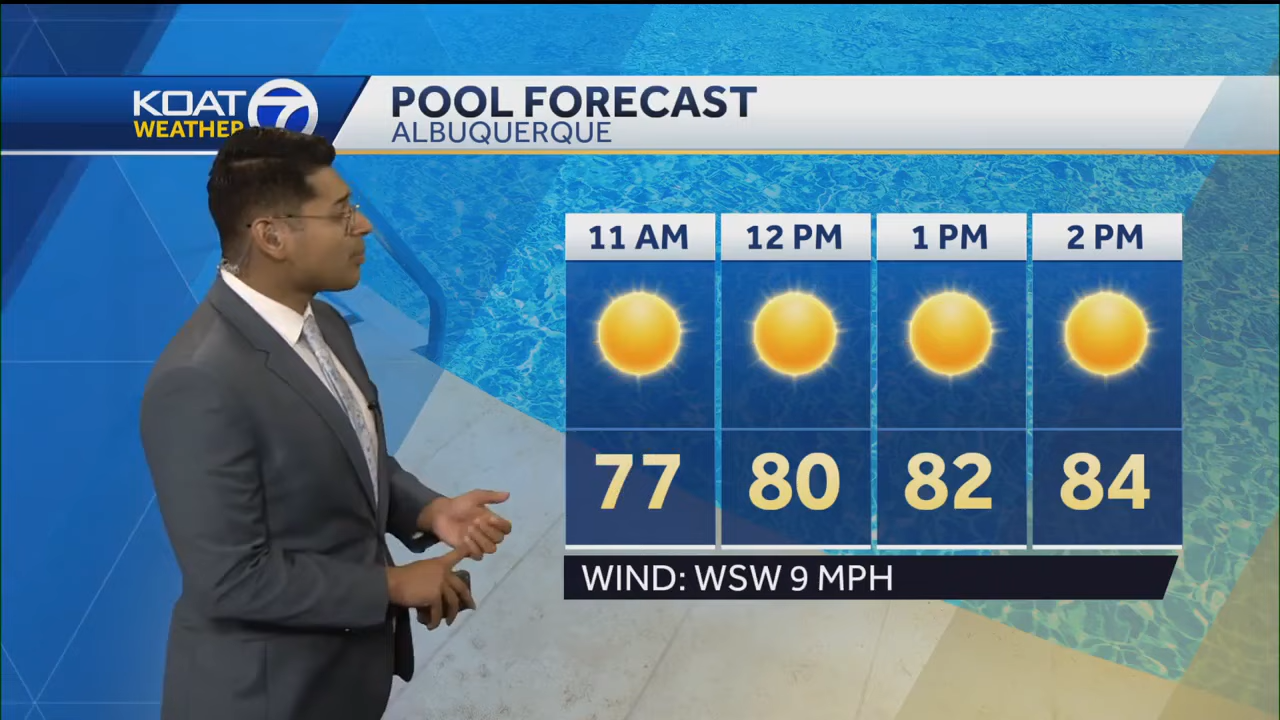 KOAT 7
WEATHER
POOL FORECAST
ALBUQUERQUE
11 AM 12 PM 1 PM 2 PM
77 80 82 84
WIND: WSW 9 MPH